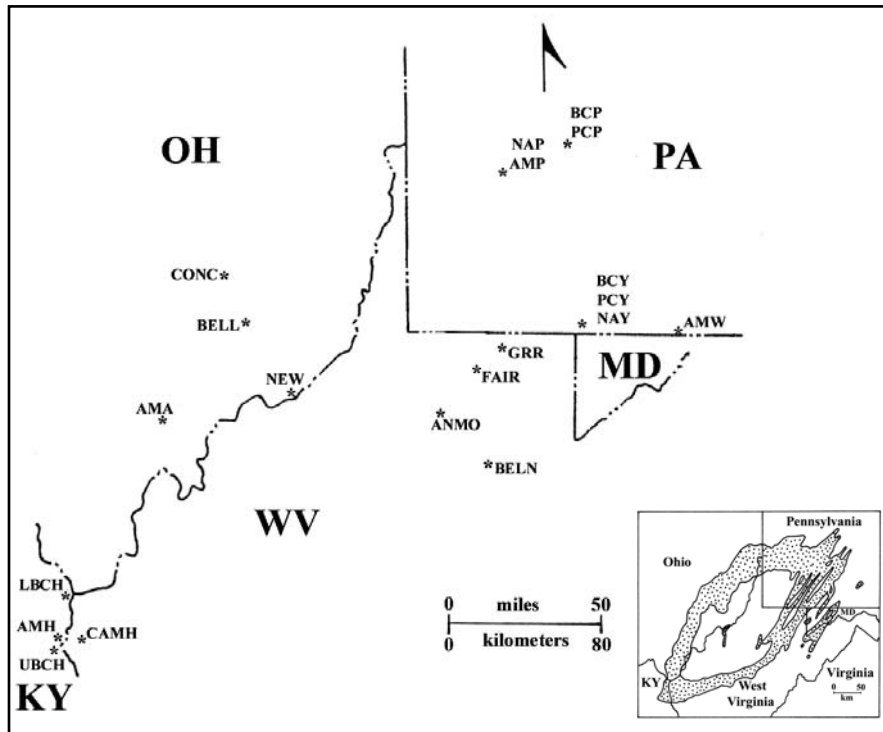 OH
PA
BCP
PCP
NAP
AMP
CONC
BELL
BCY
PCY
NAY
AMW
GRR
MD
FAIR
NEW
AMA
ANMO
BELN
WV
LBCH
AMH
CAMH
UBCH
KY
0 miles 50
0 kilometers 80
Pennsylvania
Ohio
MD
KY
West
Virginia
Virginia
0 50
km